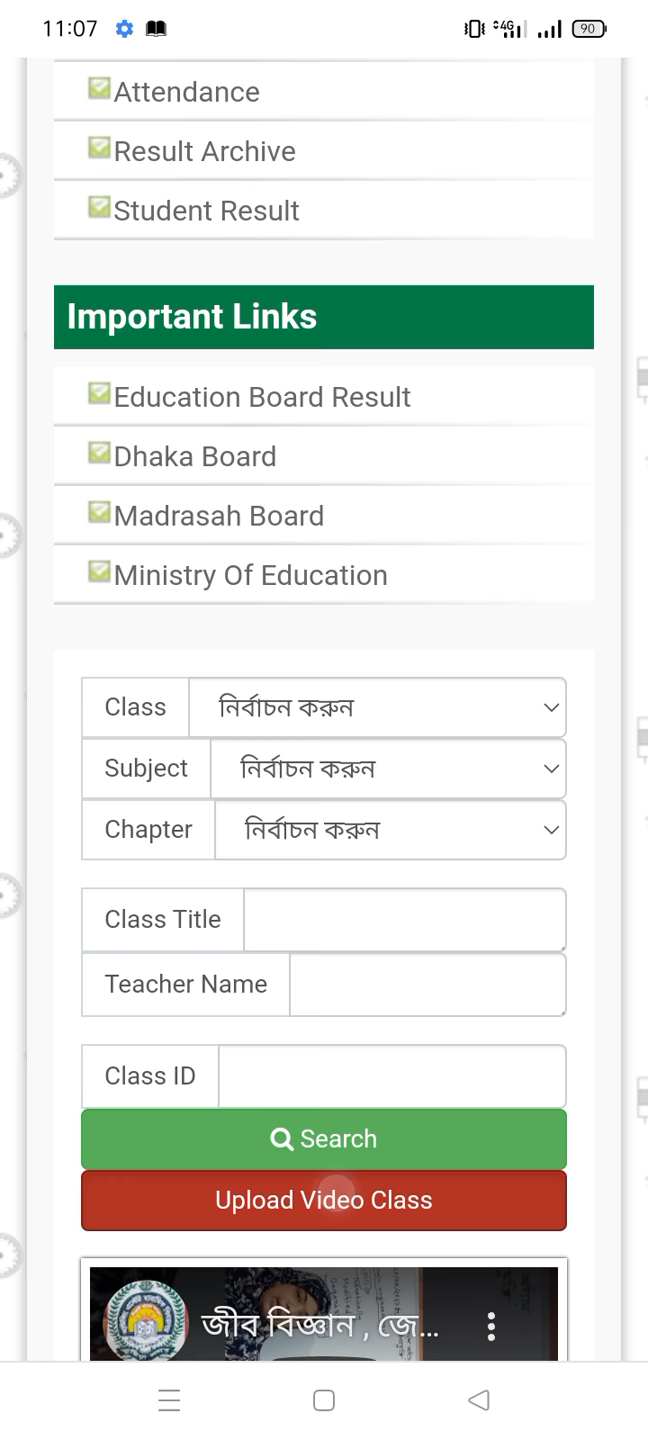 11:07
4G
90
Attendance
Result Archive
Student Result
Important Links
Education Board Result
Dhaka Board
Madrasah Board
Ministry Of Education
Class নির্বাচন করুন
Subject নির্বাচন করুন
Chapter নির্বাচন করুন
Class Title
Teacher Name
Class ID
Search
Upload Video Class
জীব বিজ্ঞান , জে...